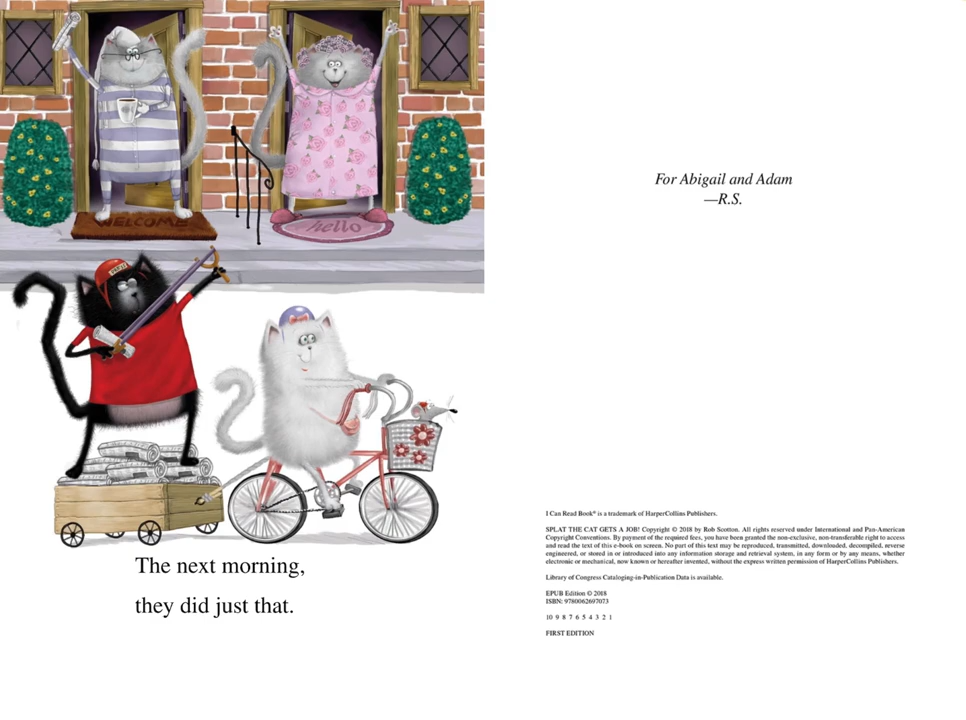 WELCOME
hello
The next morning,
they did just that.
For Abigail and Adam
—R.S.
I Can Read Book® is a trademark of HarperCollins Publishers.
SPLAT THE CAT GETS A JOB! Copyright © 2018 by Rob Scotton. All rights reserved under International and Pan-American
Copyright Conventions. By payment of the required fees, you have been granted the non-exclusive, non-transferable right to access
and read the text of this e-book on screen. No part of this text may be reproduced, transmitted, downloaded, decompiled, reverse
engineered, or stored in or introduced into any information storage and retrieval system, in any form or by any means, whether
electronic or mechanical, now known or hereafter invented, without the express written permission of HarperCollins Publishers.
Library of Congress Cataloging-in-Publication Data is available.
EPUB Edition © 2018
ISBN: 9780062697073
10 9 8 7 6 5 4 3 2 1
FIRST EDITION